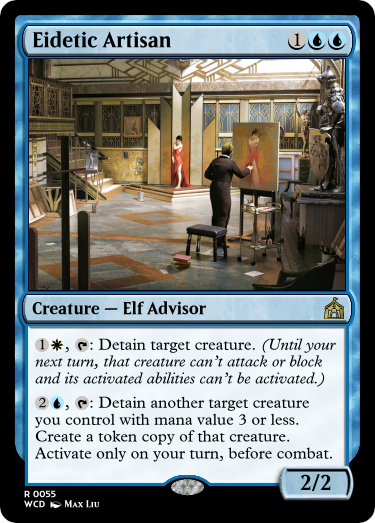 Eidetic Artisan 1
Creature — Elf Advisor
1, : Detain target creature. (Until your
next turn, that creature can't attack or block
and its activated abilities can't be activated.)
2, : Detain another target creature
you control with mana value 3 or less.
Create a token copy of that creature.
Activate only on your turn, before combat.
2/2
R 0055
WCD Max Liu